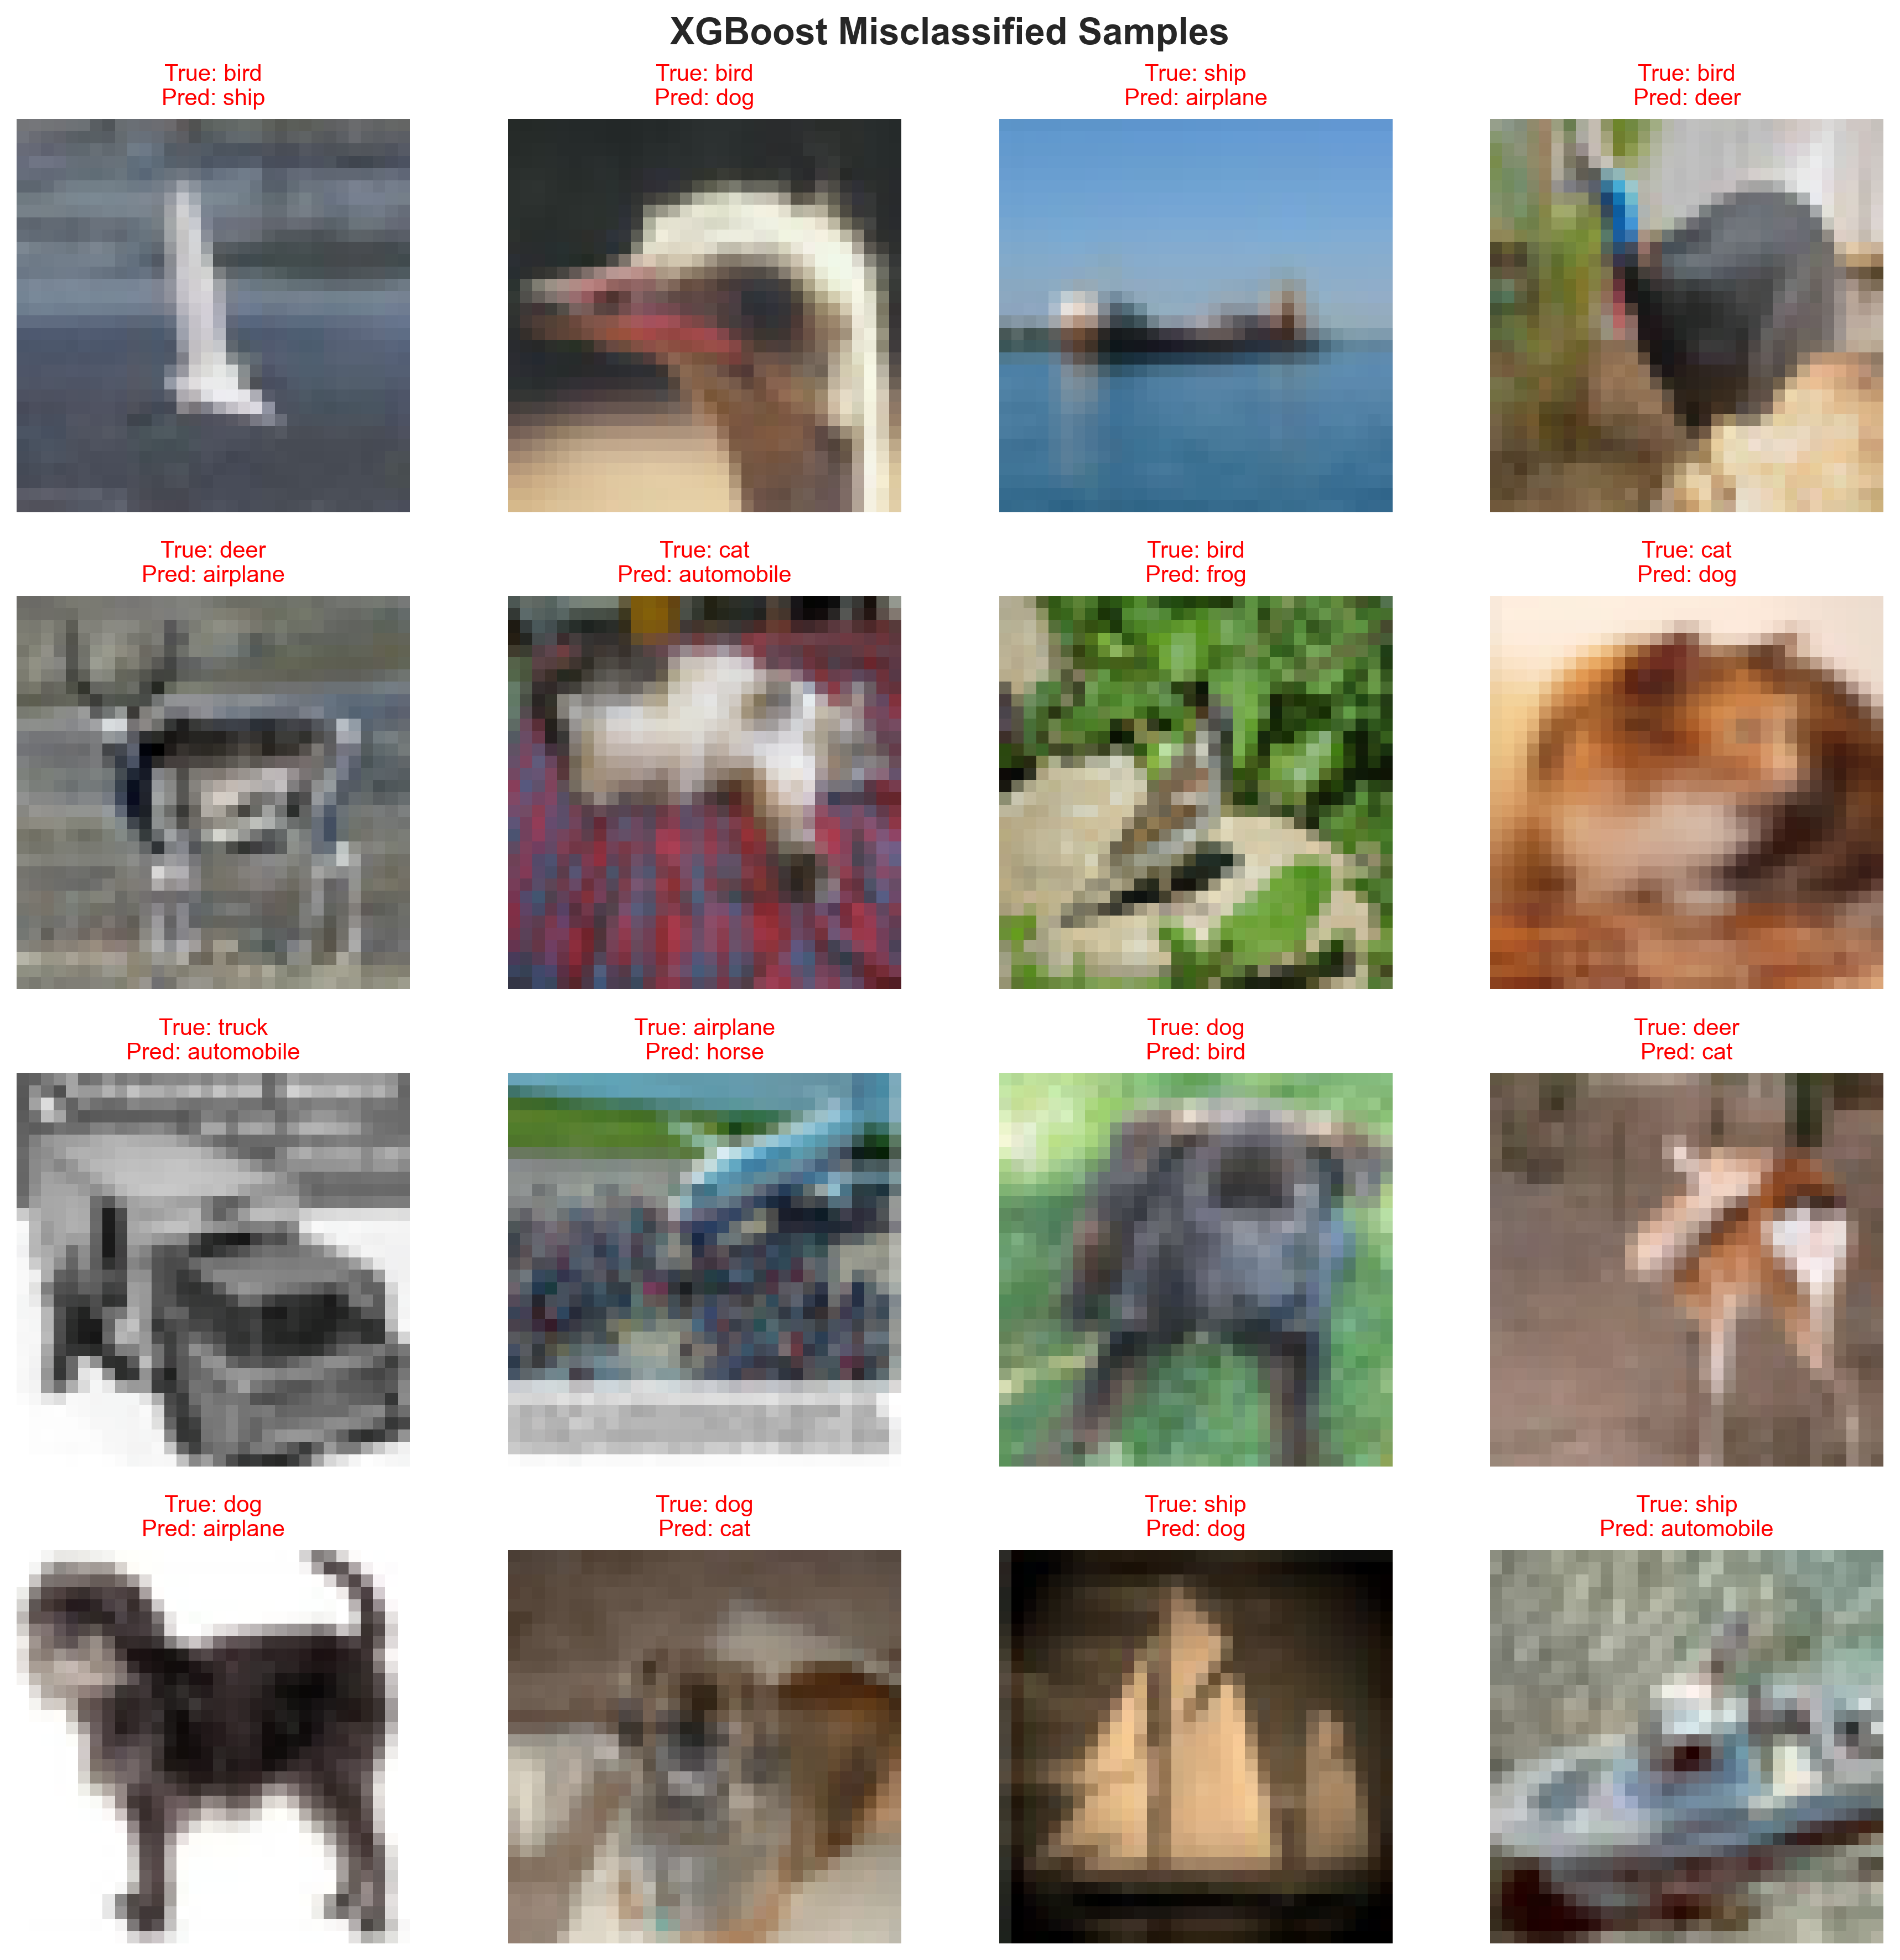 XGBoost Misclassified Samples
True: bird
Pred: ship
True: bird
Pred: dog
True: ship
Pred: airplane
True: bird
Pred: deer
True: deer
Pred: airplane
True: cat
Pred: automobile
True: bird
Pred: frog
True: cat
Pred: dog
True: truck
Pred: automobile
True: airplane
Pred: horse
True: dog
Pred: bird
True: deer
Pred: cat
True: dog
Pred: airplane
True: dog
Pred: cat
True: ship
Pred: dog
True: ship
Pred: automobile